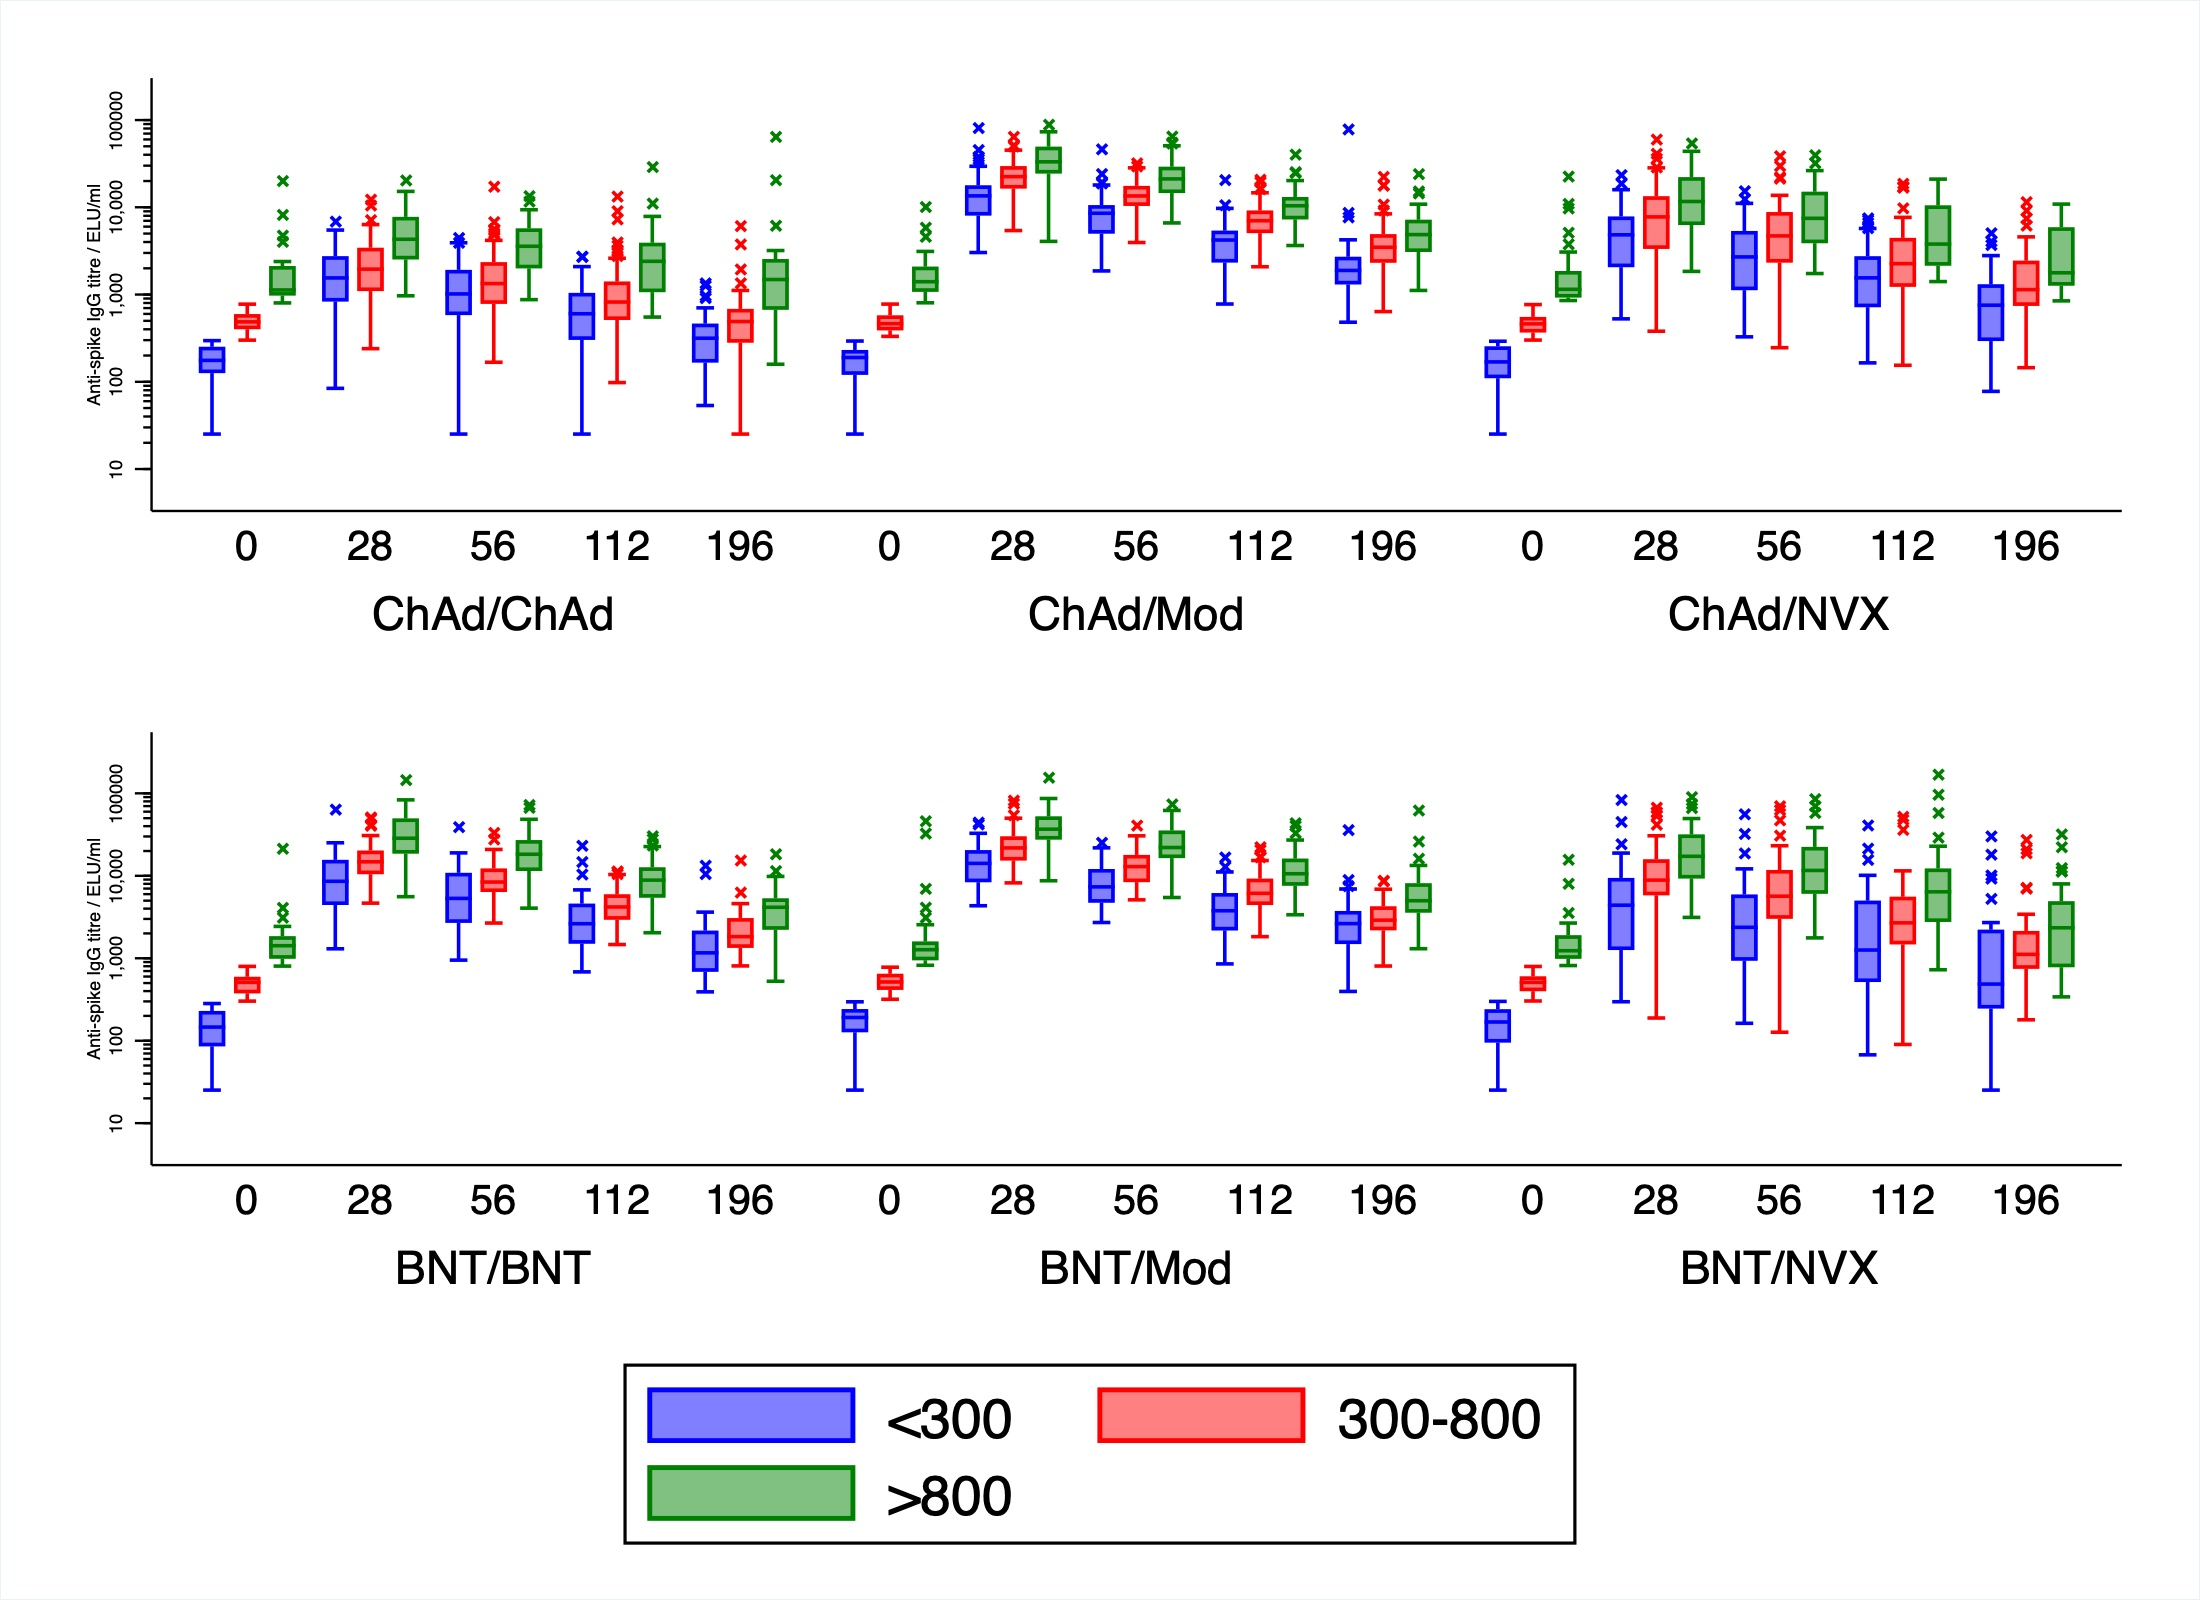 Anti-spike IgG titre / ELU/ml
100000
10,000
1,000
100
10
0 28 56 112 196 0 28 56 112 196 0 28 56 112 196
ChAd/ChAd ChAd/Mod ChAd/NVX
Anti-spike IgG titre / ELU/ml
100000
10,000
1,000
100
10
0 28 56 112 196 0 28 56 112 196 0 28 56 112 196
BNT/BNT BNT/Mod BNT/NVX
<300 300-800
>800